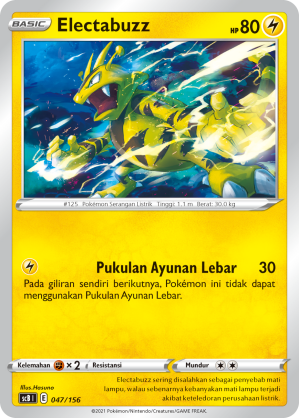 BASIC Electabuzz HP 80
#125 Pokémon Serangan Listrik Tinggi: 1.1 m Berat: 30.0 kg
Pukulan Ayunan Lebar 30
Pada giliran sendiri berikutnya, Pokémon ini tidak dapat
menggunakan Pukulan Ayunan Lebar.
Kelemahan × 2 Resistansi Mundur
Illus. Hasuno
Electabuzz sering disalahkan sebagai penyebab mati
lampu, walau sebenarnya kebanyakan mati lampu terjadi
akibat keteledoran perusahaan listrik.
E 047/156
©2021 Pokémon/Nintendo/Creatures/GAME FREAK.